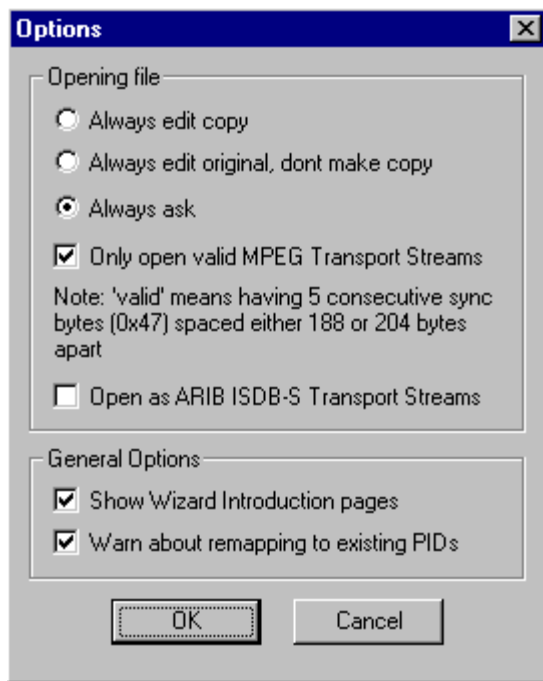 Options
Opening file
Always edit copy
Always edit original, dont make copy
Always ask
Only open valid MPEG Transport Streams
Note: 'valid' means having 5 consecutive sync
bytes (0x47) spaced either 188 or 204 bytes
apart
Open as ARIB ISDB-S Transport Streams
General Options
Show Wizard Introduction pages
Warn about remapping to existing PIDs
OK
Cancel